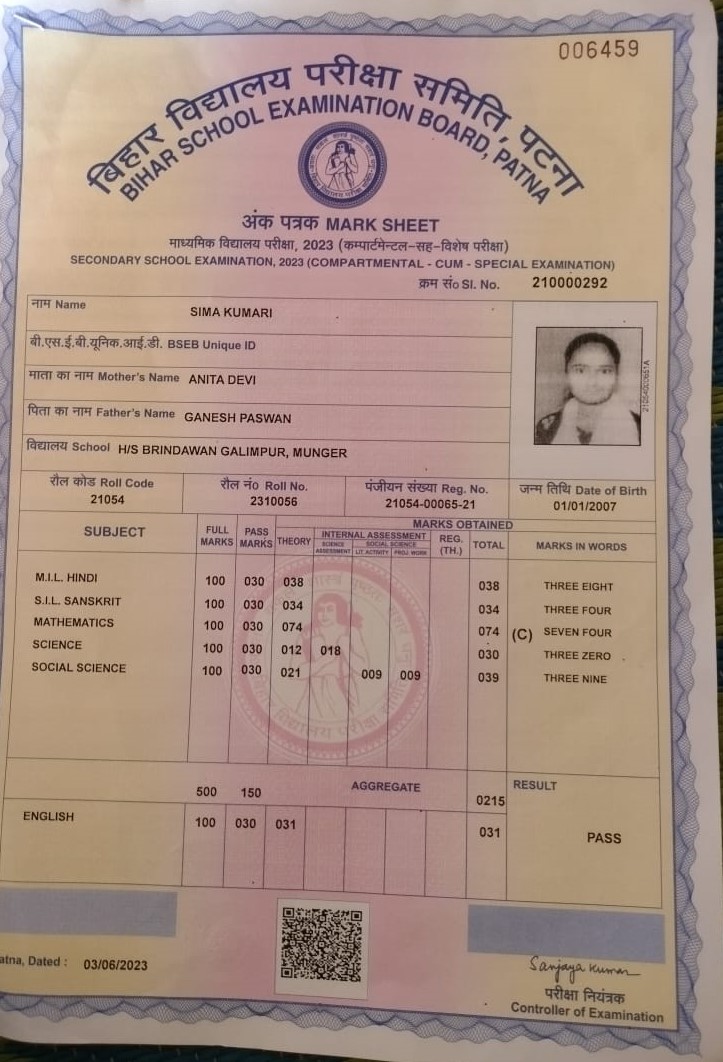 006459
बिहार विद्यालय परीक्षा समिति, पटना
BIHAR SCHOOL EXAMINATION BOARD, PATNA
अंक पत्रक MARK SHEET
माध्यमिक विद्यालय परीक्षा, 2023 (कम्पार्टमेन्टल-सह-विशेष परीक्षा)
SECONDARY SCHOOL EXAMINATION, 2023 (COMPARTMENTAL - CUM - SPECIAL EXAMINATION)
क्रम सं० Sl. No. 210000292
नाम Name SIMA KUMARI
बी.एस.ई.बी.यूनिक.आई.डी. BSEB Unique ID
माता का नाम Mother's Name ANITA DEVI
पिता का नाम Father's Name GANESH PASWAN
विद्यालय School H/S BRINDAWAN GALIMPUR, MUNGER
रौल कोड Roll Code रौल नं० Roll No. पंजीयन संख्या Reg. No. जन्म तिथि Date of Birth
21054 2310056 21054-00065-21 01/01/2007
MARKS OBTAINED
SUBJECT FULL MARKS PASS MARKS THEORY INTERNAL ASSESSMENT REG. (TH.) TOTAL MARKS IN WORDS
SCIENCE ASSESSMENT SOCIAL SCIENCE LIT. ACTIVITY PROJ. WORK
M.I.L. HINDI 100 030 038 038 THREE EIGHT
S.I.L. SANSKRIT 100 030 034 034 THREE FOUR
MATHEMATICS 100 030 074 074 (C) SEVEN FOUR
SCIENCE 100 030 012 018 030 THREE ZERO
SOCIAL SCIENCE 100 030 021 009 009 039 THREE NINE
500 150 AGGREGATE 0215 RESULT
ENGLISH 100 030 031 031 PASS
atna, Dated : 03/06/2023
Sanjaya Kumar
परीक्षा नियंत्रक
Controller of Examination